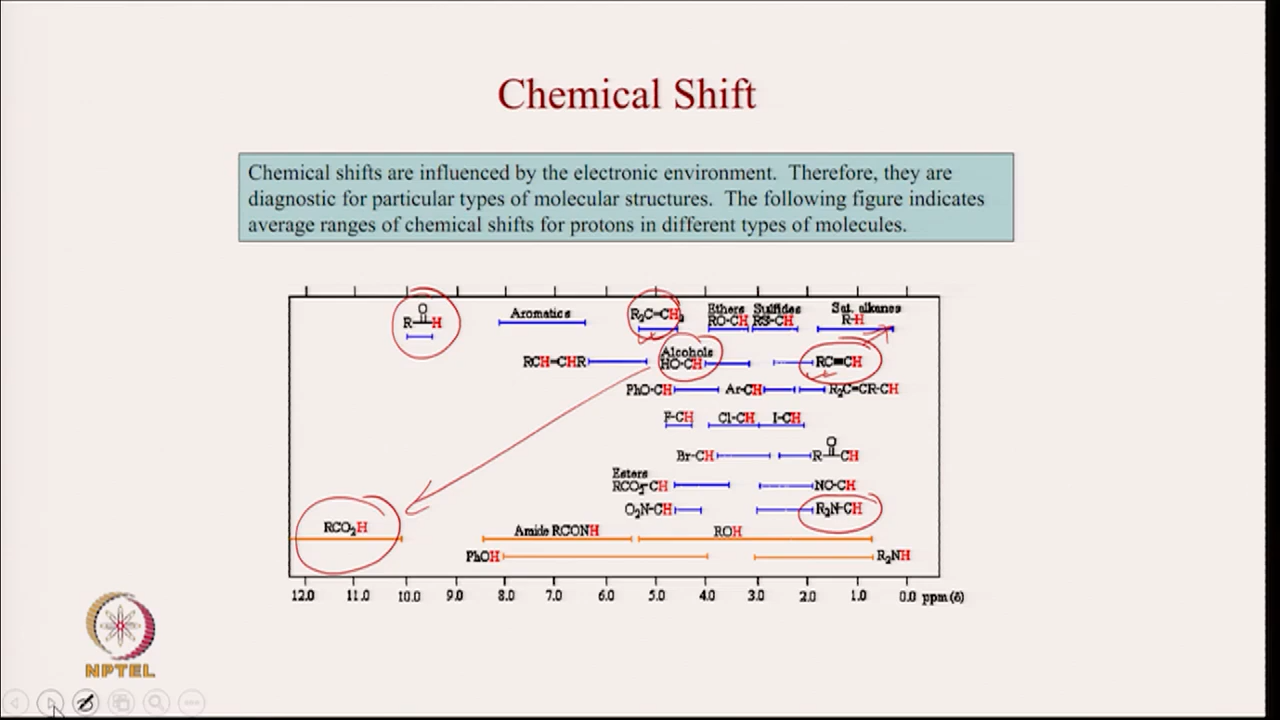 Chemical Shift
Chemical shifts are influenced by the electronic environment. Therefore, they are
diagnostic for particular types of molecular structures. The following figure indicates
average ranges of chemical shifts for protons in different types of molecules.
O
R H
Aromatics
R₂C=CH₂
Ethers
RO-CH
Sulfides
RS-CH
Sat. alkanes
R-H
RCH=CHR
Alcohols
HO-CH
RC≡CH
PhO-CH
Ar-CH
R₂C=CR-CH
F-CH
Cl-CH
I-CH
Br-CH
O
R CH
Esters
RCO₂-CH
NO-CH
O₂N-CH
R₂N-CH
RCO₂H
Amide RCONH
ROH
PhOH
R₂NH
12.0 11.0 10.0 9.0 8.0 7.0 6.0 5.0 4.0 3.0 2.0 1.0 0.0 ppm (δ)
NPTEL